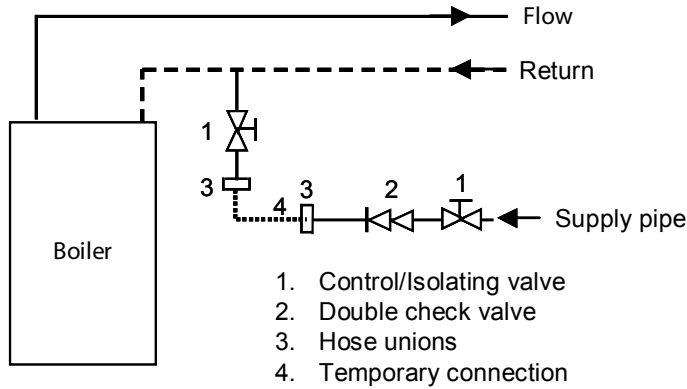 Flow
Return
1
3
4
3
2
1
Supply pipe
Boiler
1. Control/Isolating valve
2. Double check valve
3. Hose unions
4. Temporary connection